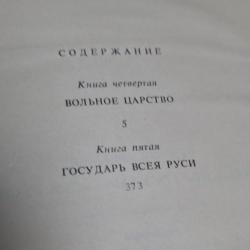 СОДЕРЖАНИЕ
Книга четвертая
ВОЛЬНОЕ ЦАРСТВО
5
Книга пятая
ГОСУДАРЬ ВСЕЯ РУСИ
373